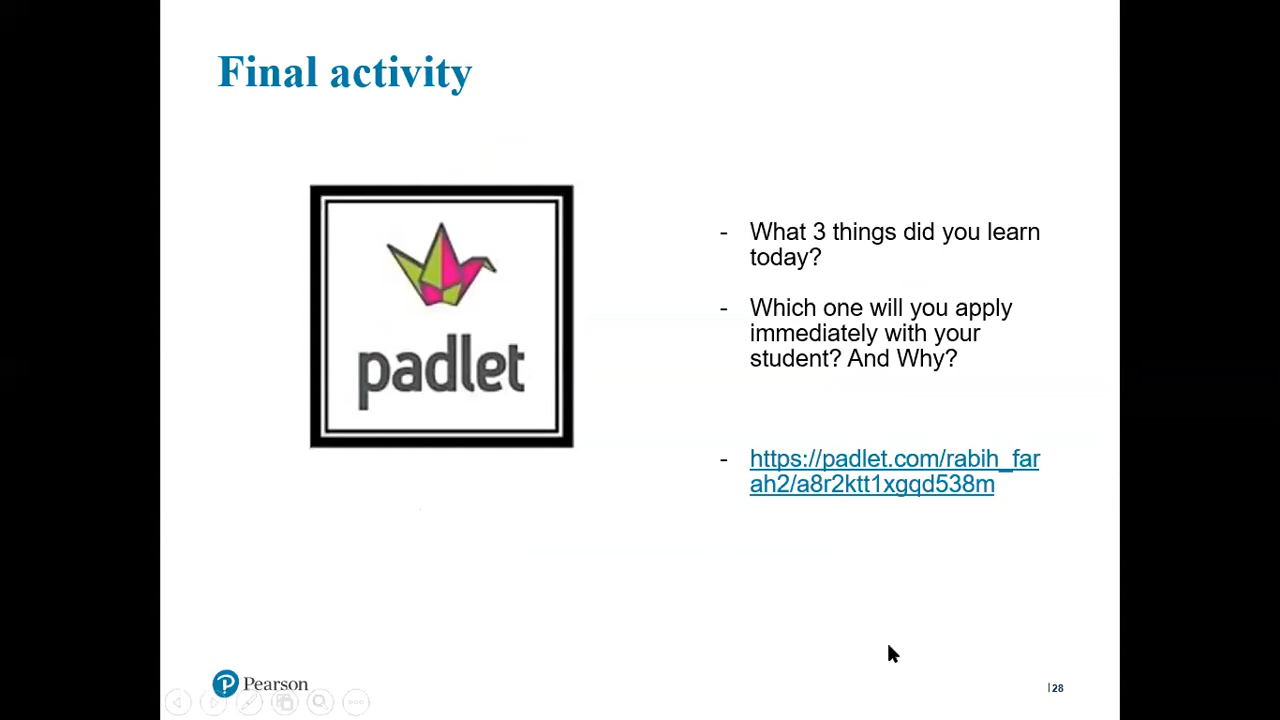 Final activity
padlet
- What 3 things did you learn
today?
- Which one will you apply
immediately with your
student? And Why?
- https://padlet.com/rabih_far
ah2/a8r2ktt1xgqd538m
P Pearson
28